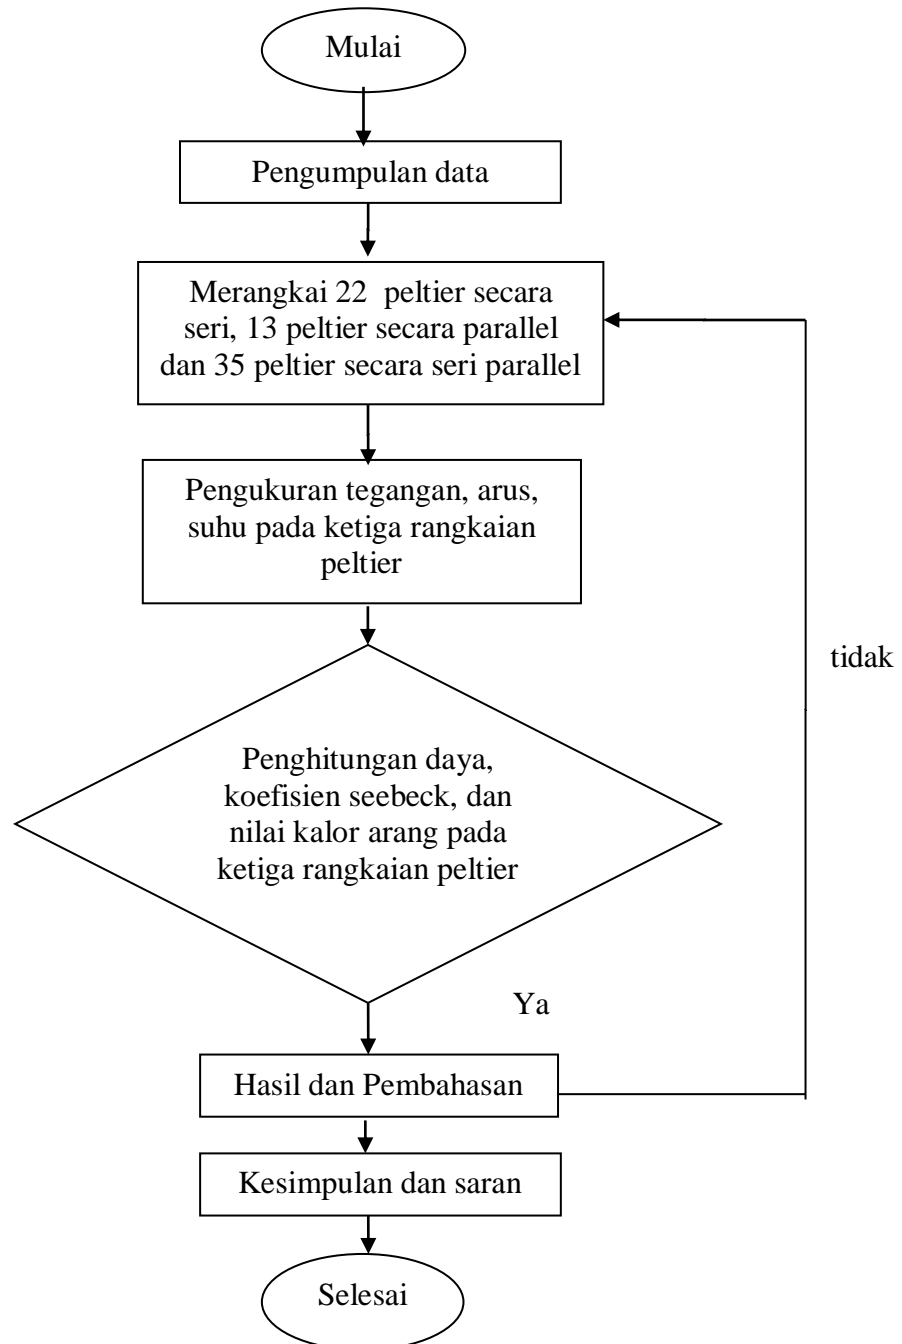 Mulai
Pengumpulan data
Merangkai 22 peltier secara
seri, 13 peltier secara parallel
dan 35 peltier secara seri parallel
Pengukuran tegangan, arus,
suhu pada ketiga rangkaian
peltier
tidak
Penghitungan daya,
koefisien seebeck, dan
nilai kalor arang pada
ketiga rangkaian peltier
Ya
Hasil dan Pembahasan
Kesimpulan dan saran
Selesai